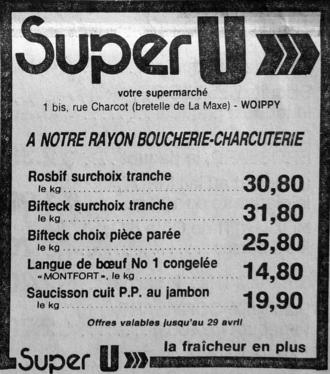 Super U
votre supermarché
1 bis, rue Charcot (bretelle de La Maxe) - WOIPPY
A NOTRE RAYON BOUCHERIE-CHARCUTERIE
Rosbif surchoix tranche
le kg ........ 30,80
Bifteck surchoix tranche
le kg ........ 31,80
Bifteck choix pièce parée
le kg ........ 25,80
Langue de bœuf No 1 congelée
« MONTFORT », le kg ........ 14,80
Saucisson cuit P.P. au jambon
le kg ........ 19,90
Offres valables jusqu'au 29 avril
la fraîcheur en plus
Super U